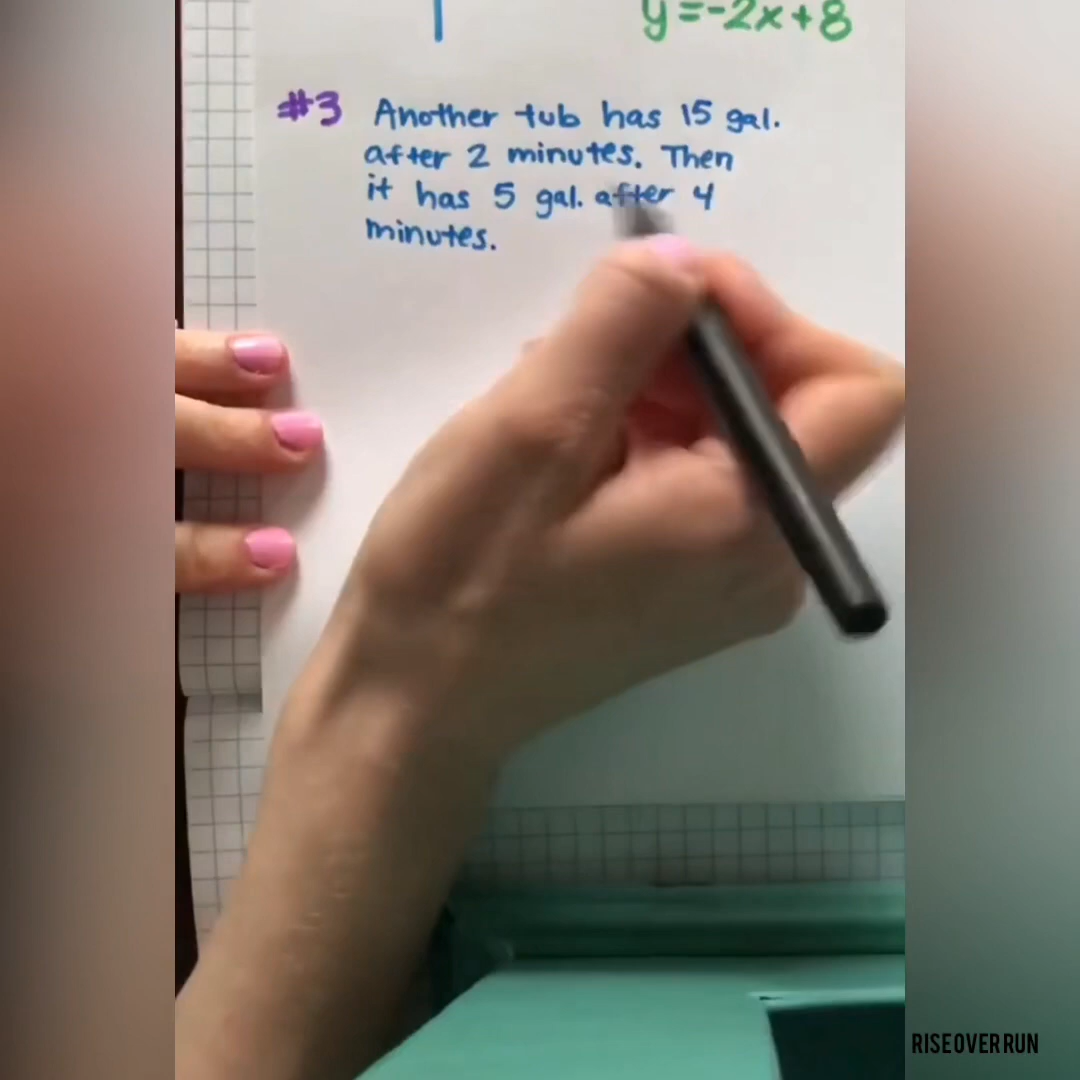 y=-2x+8
#3 Another tub has 15 gal.
after 2 minutes. Then
it has 5 gal. after 4
minutes.
RISE OVER RUN